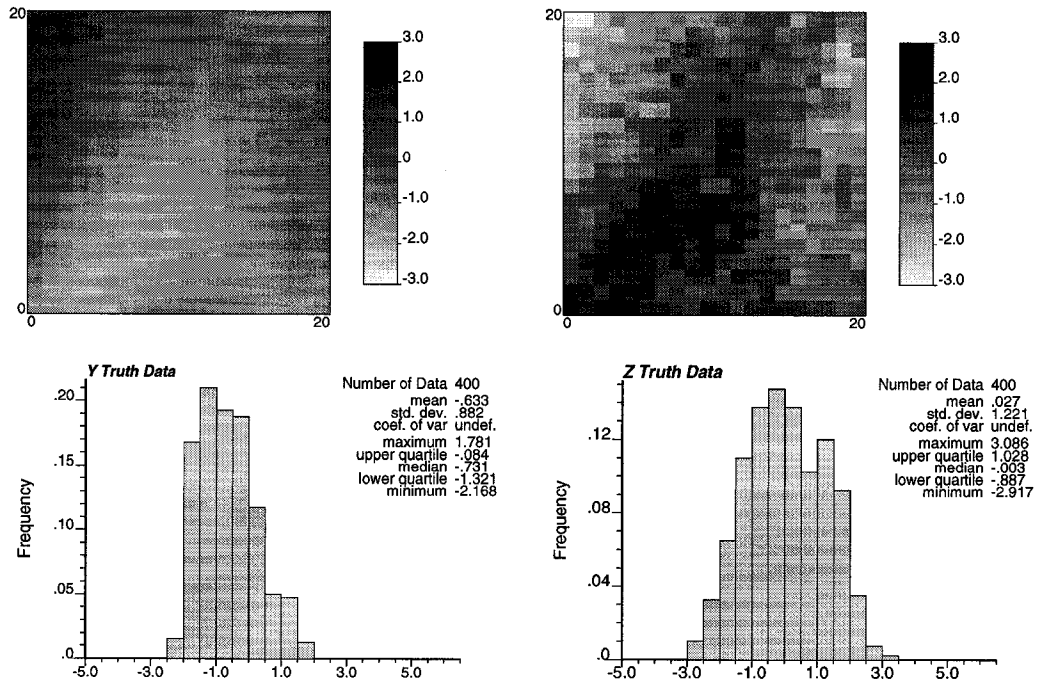 20
3.0
2.0
1.0
0
-1.0
-2.0
-3.0
0
0
20
20
3.0
2.0
1.0
0
-1.0
-2.0
-3.0
0
0
20
Y Truth Data
Frequency
.20
.15
.10
.05
.0
-5.0 -3.0 -1.0 1.0 3.0 5.0
Number of Data 400
mean -.633
std. dev. .882
coef. of var undef.
maximum 1.781
upper quartile -.084
median -.731
lower quartile -1.321
minimum -2.168
Z Truth Data
Frequency
.12
.08
.04
.0
-5.0 -3.0 -1.0 1.0 3.0 5.0
Number of Data 400
mean .027
std. dev. 1.221
coef. of var undef.
maximum 3.086
upper quartile 1.028
median -.003
lower quartile -.887
minimum -2.917